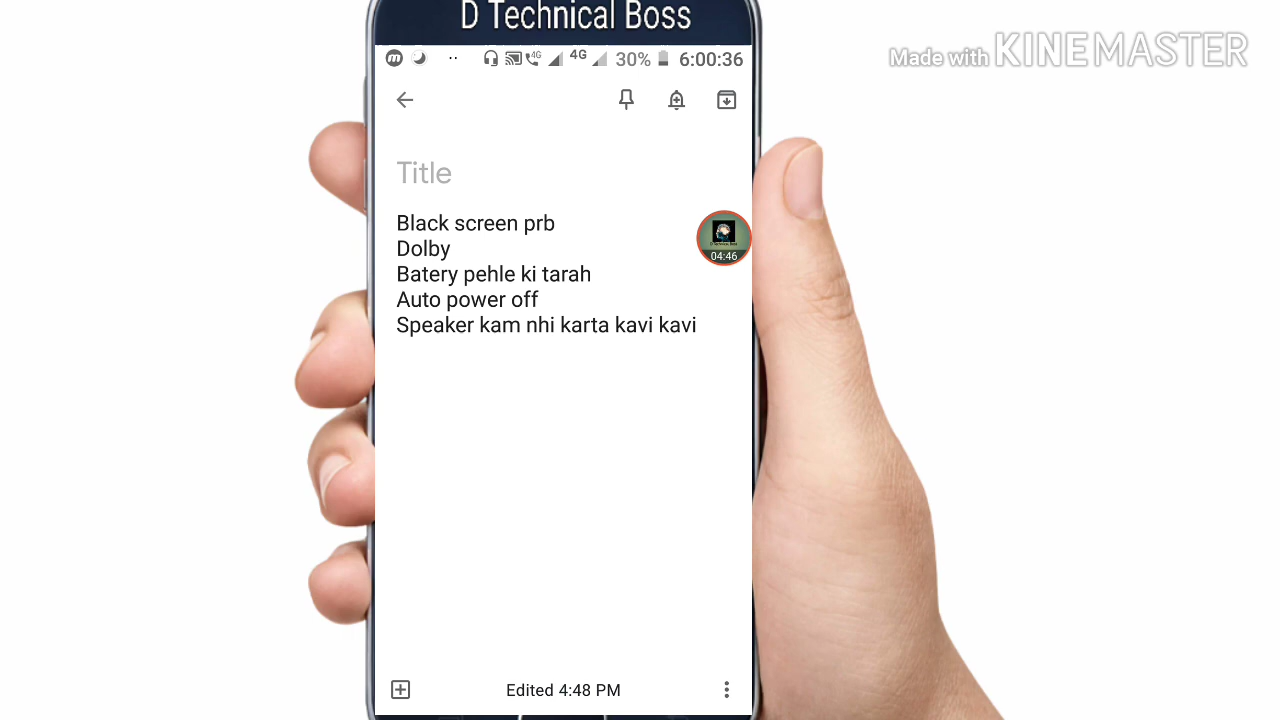 D Technical Boss
Made with KINEMASTER
4G 4G 30% 6:00:36
Title
Black screen prb
Dolby
Batery pehle ki tarah
Auto power off
Speaker kam nhi karta kavi kavi
04:46
Edited 4:48 PM